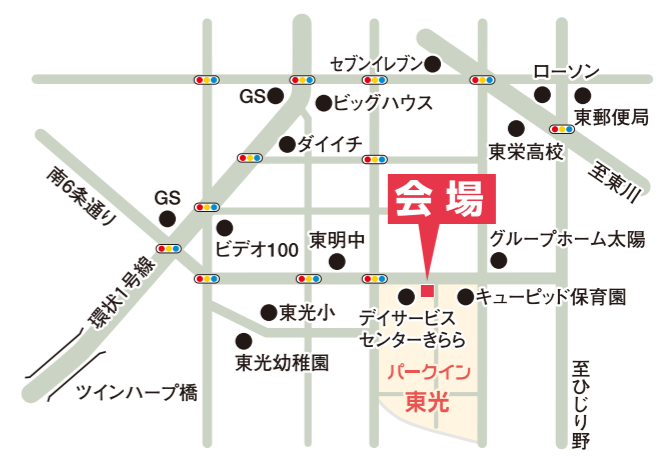 セブンイレブン
ローソン
GS
ビッグハウス
東郵便局
ダイイチ
東栄高校
至東川
南6条通り
GS
会場
ビデオ100
東明中
グループホーム太陽
環状1号線
東光小
デイサービス
センターきらら
キューピッド保育園
東光幼稚園
パークイン
東光
ツインハープ橋
至ひじり野